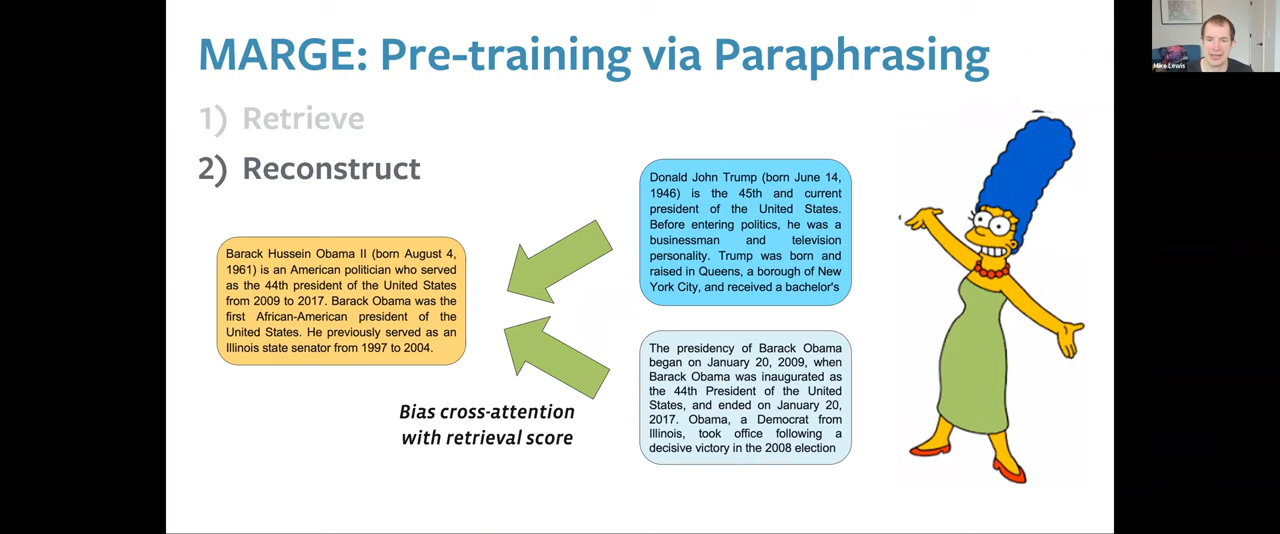 MARGE: Pre-training via Paraphrasing
Mike Lewis
1) Retrieve
2) Reconstruct
Barack Hussein Obama II (born August 4,
1961) is an American politician who served
as the 44th president of the United States
from 2009 to 2017. Barack Obama was the
first African-American president of the
United States. He previously served as an
Illinois state senator from 1997 to 2004.
Donald John Trump (born June 14,
1946) is the 45th and current
president of the United States.
Before entering politics, he was a
businessman and television
personality. Trump was born and
raised in Queens, a borough of New
York City, and received a bachelor's
The presidency of Barack Obama
began on January 20, 2009, when
Barack Obama was inaugurated as
the 44th President of the United
States, and ended on January 20,
2017. Obama, a Democrat from
Illinois, took office following a
decisive victory in the 2008 election
Bias cross-attention
with retrieval score